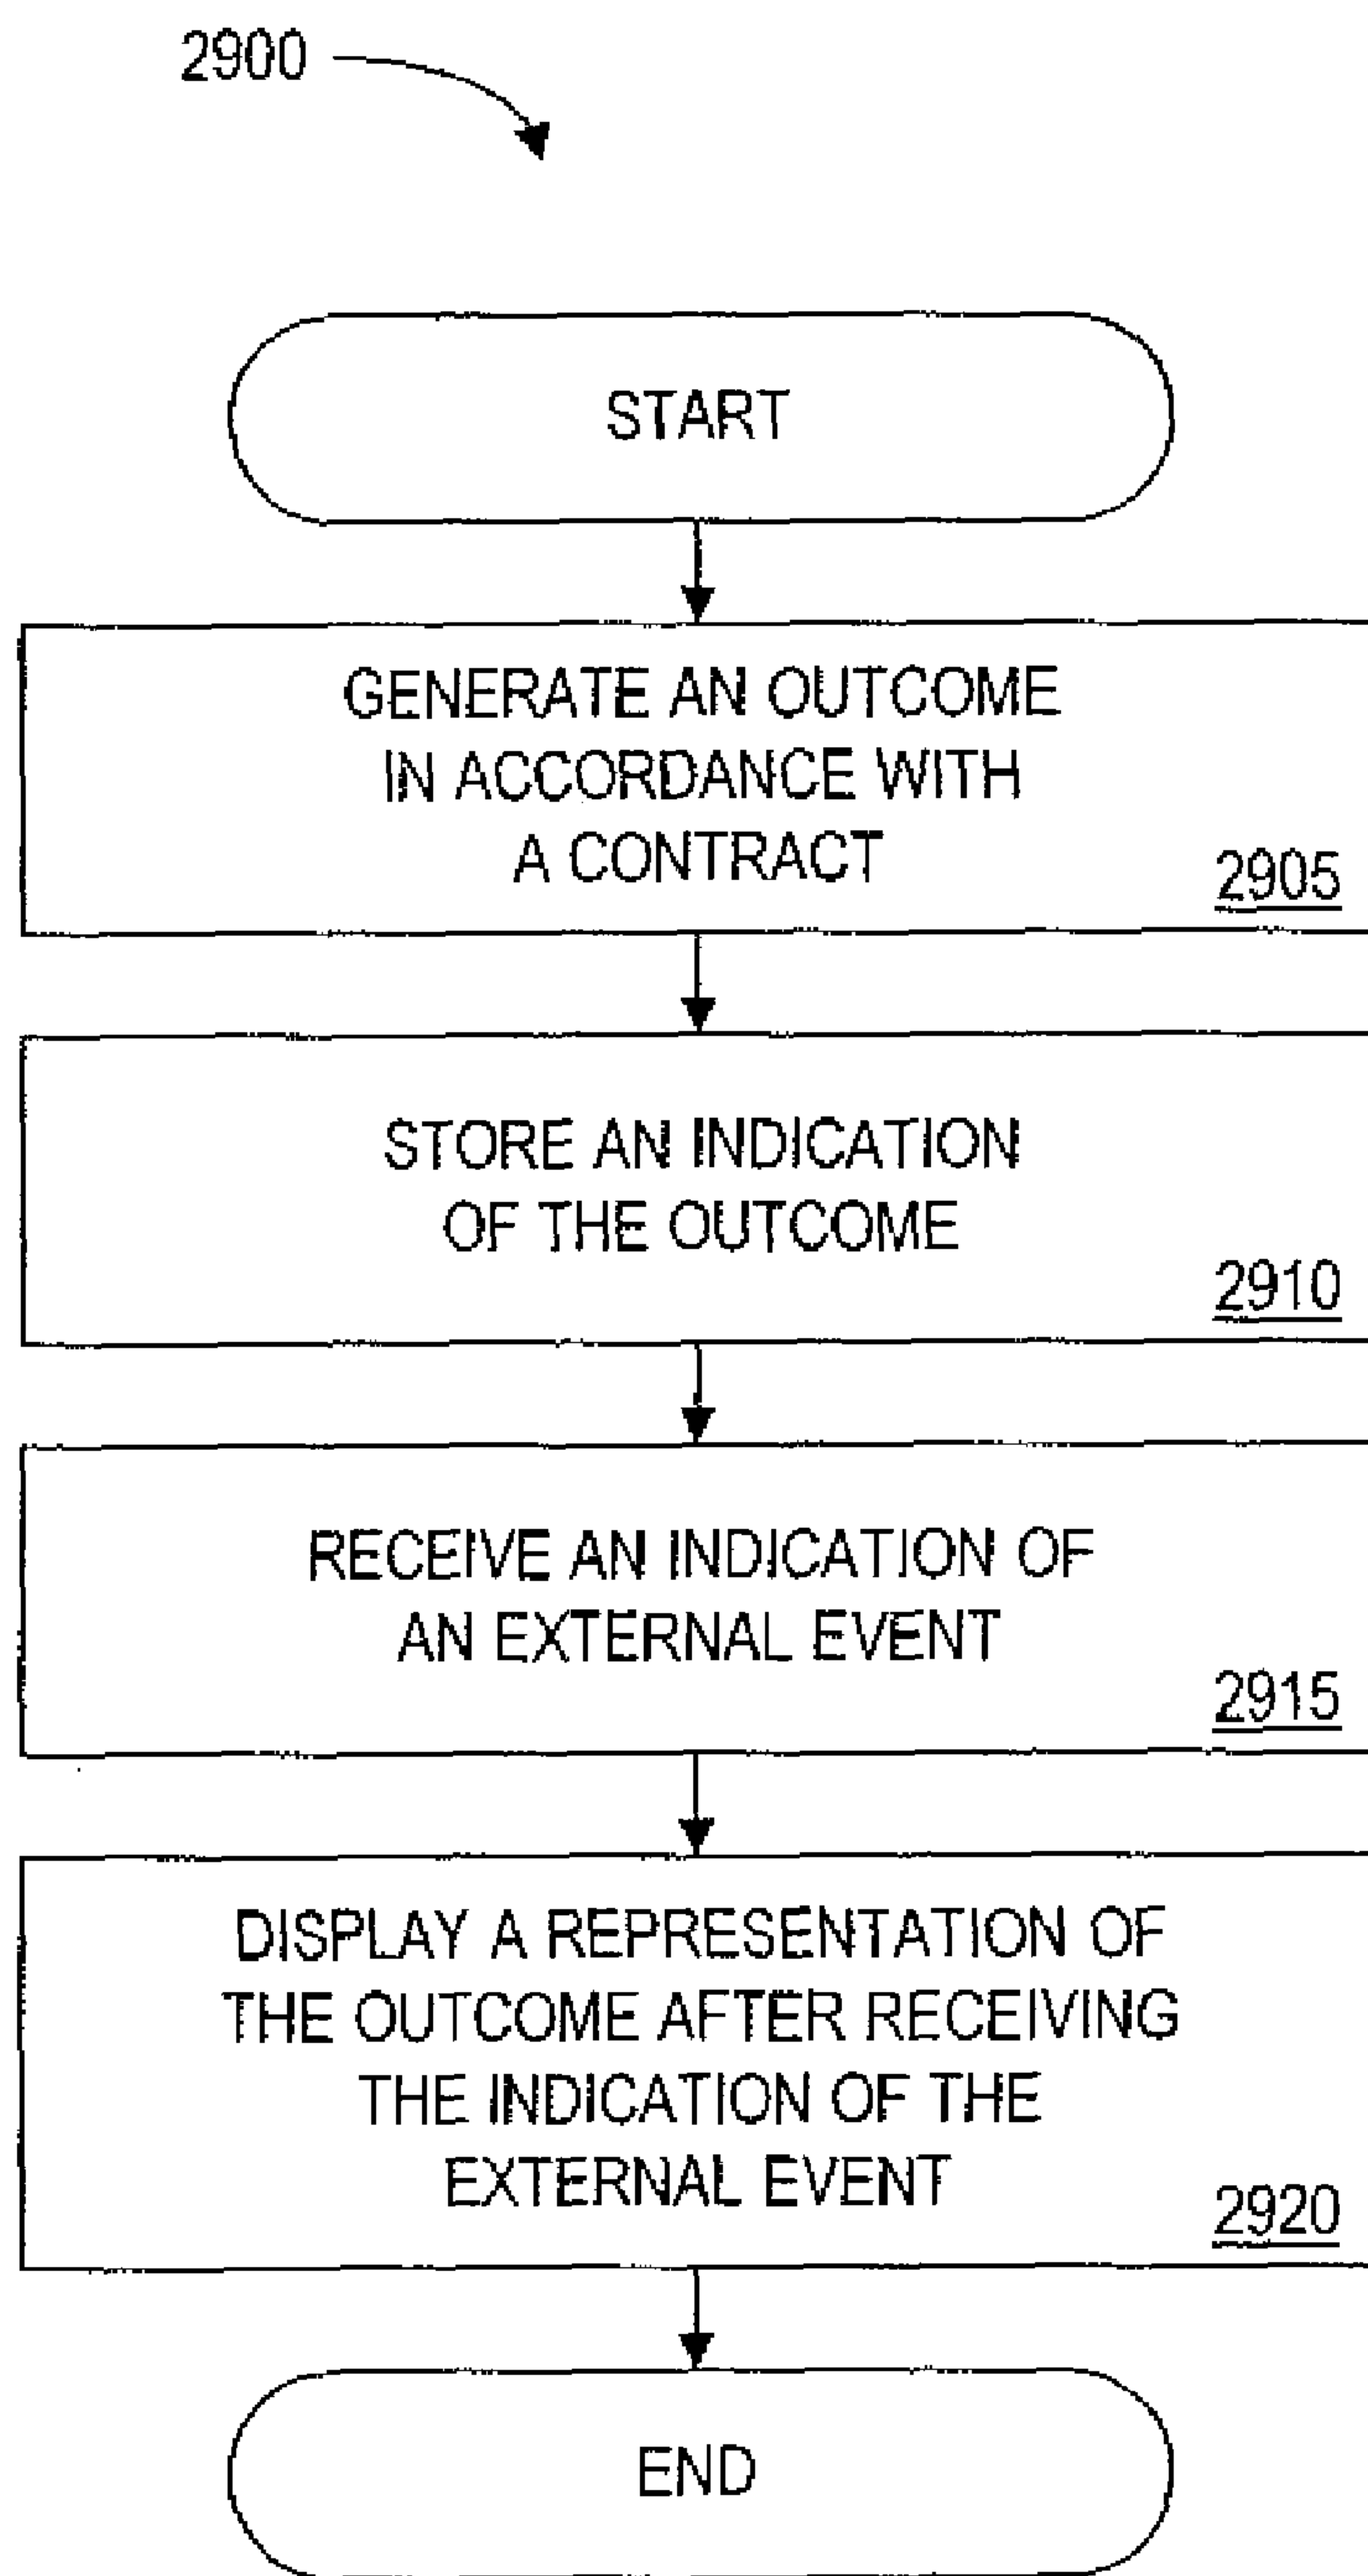 2900
START
GENERATE AN OUTCOME
IN ACCORDANCE WITH
A CONTRACT
2905
STORE AN INDICATION
OF THE OUTCOME
2910
RECEIVE AN INDICATION OF
AN EXTERNAL EVENT
2915
DISPLAY A REPRESENTATION OF
THE OUTCOME AFTER RECEIVING
THE INDICATION OF THE
EXTERNAL EVENT
2920
END